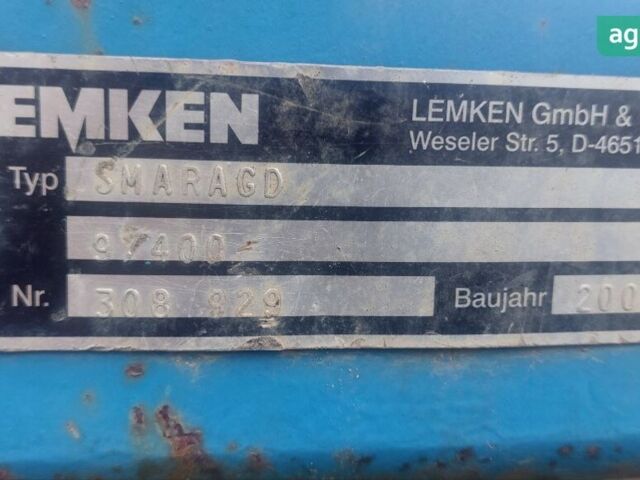 ag
EMKEN
LEMKEN GmbH &
Weseler Str. 5, D-4651
Typ SMARAGD
9/400
Nr. 308 929 Baujahr 200